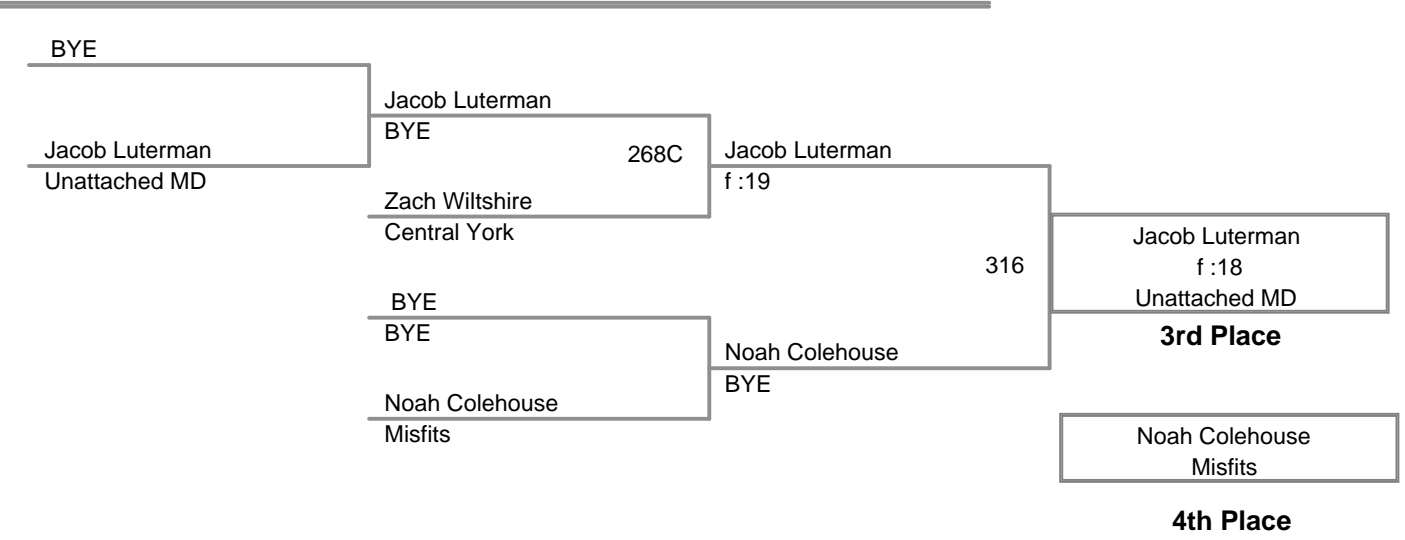 BYE
Jacob Luterman
Unattached MD
Jacob Luterman
BYE
268C
Zach Wiltshire
Central York
BYE
BYE
Noah Colehouse
Misfits
Jacob Luterman
f :19
316
Noah Colehouse
BYE
Jacob Luterman
f :18
Unattached MD
3rd Place
Noah Colehouse
Misfits
4th Place